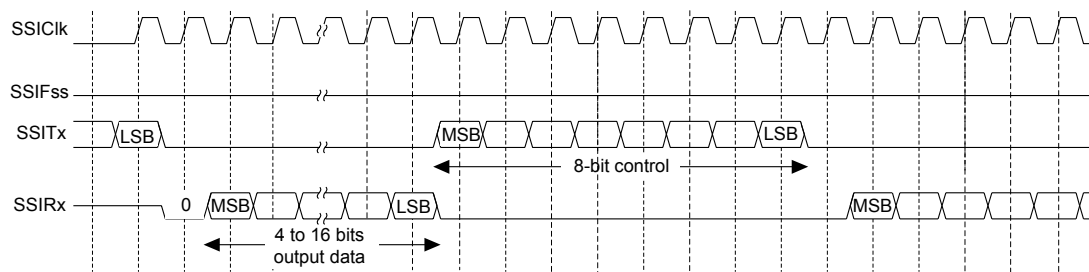 SSIClk
SSIFss
SSITx
LSB
MSB
LSB
8-bit control
SSIRx
0
MSB
LSB
MSB
4 to 16 bits
output data